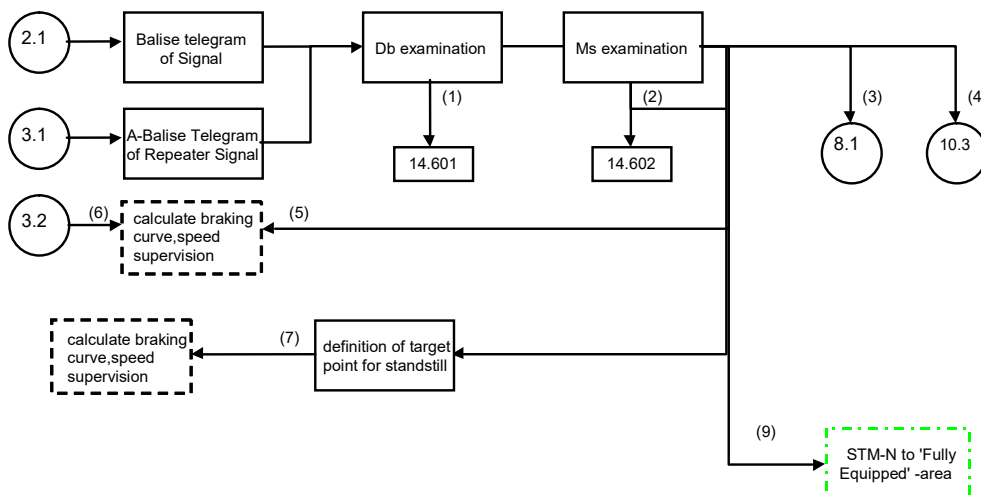 2.1
Balise telegram
of Signal
Db examination
Ms examination
(1)
(2)
(3)
(4
3.1
A-Balise Telegram
of Repeater Signal
14.601
14.602
8.1
10.3
3.2
(6)
calculate braking
curve,speed
supervision
(5)
calculate braking
curve,speed
supervision
(7)
definition of target
point for standstill
(9)
STM-N to 'Fully
Equipped' -area